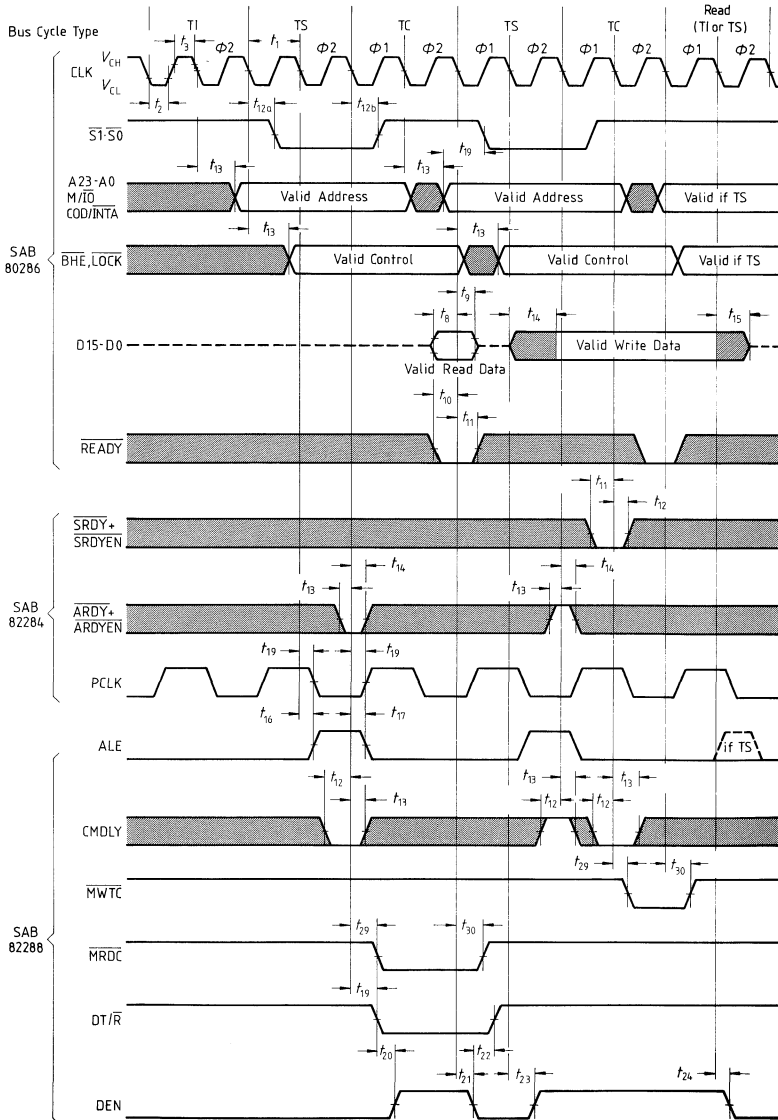 Bus Cycle Type
TI TS TC TS TC Read
(TI or TS)
Φ2 Φ1 Φ2 Φ1 Φ2 Φ1 Φ2 Φ1 Φ2 Φ1 Φ2
t3 t1
CLK VCH
VCL
t2 t12a t12b
S1·S0
t13 t13 t19
A23-A0
M/IO
COD/INTA
Valid Address Valid Address Valid if TS
t13 t13
SAB
80286
BHE, LOCK Valid Control Valid Control Valid if TS
t9
t8 t14 t15
D15-D0 Valid Write Data
Valid Read Data
t10
t11
READY
t11 t12
SRDY+
SRDYEN
t14 t14
t13 t13
SAB
82284
ARDY+
ARDYEN
t19 t19
PCLK
t16 t17
ALE if TS
t12 t13 t13
t13 t12 t12
CMDLY
t29 t30
MWTC
SAB
82288
t29 t30
MRDC
t19
DT/R
t20 t21 t22 t23 t24
DEN